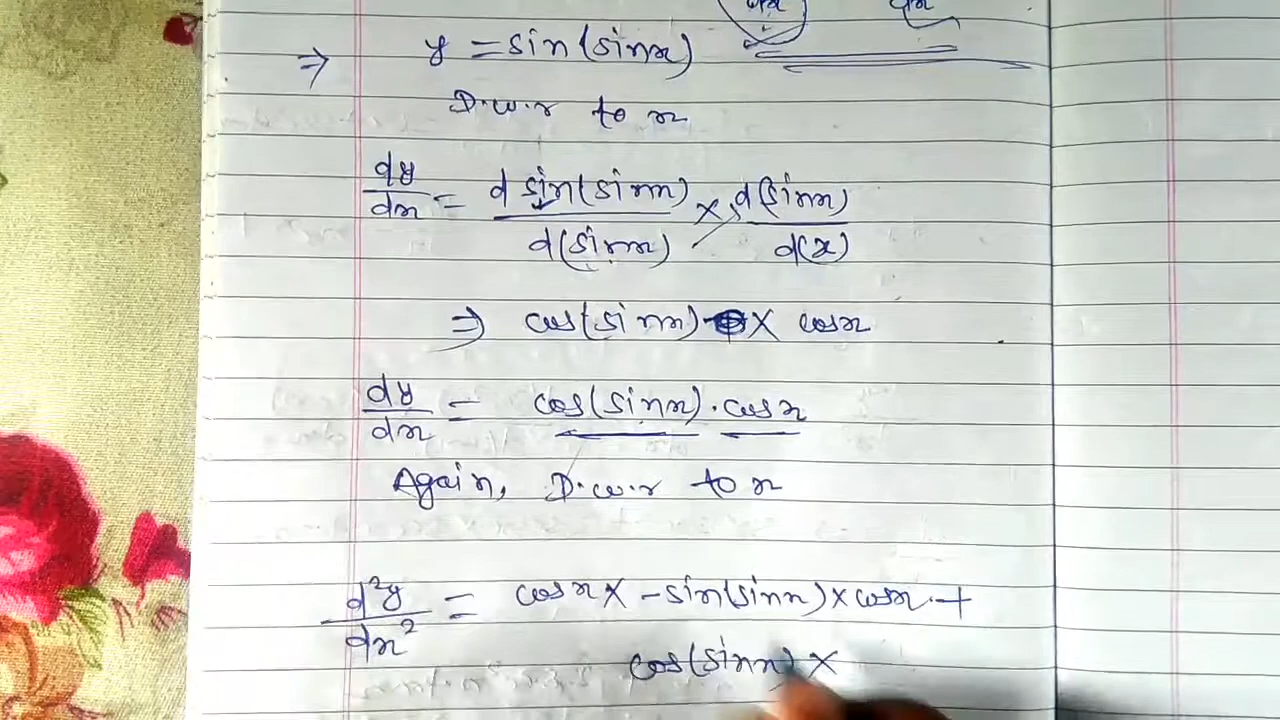 ⇒ y = sin(sinx)
D.w.r to x
dy/dx = d sin(sinx)/d(sinx) × d(sinx)/d(x)
⇒ cos(sinx) × cosx
dy/dx = cos(sinx) . cosx
Again, D.w.r to x
d²y/dx² = cosx × -sin(sinx) × cosx. +
cos(sinx) ×